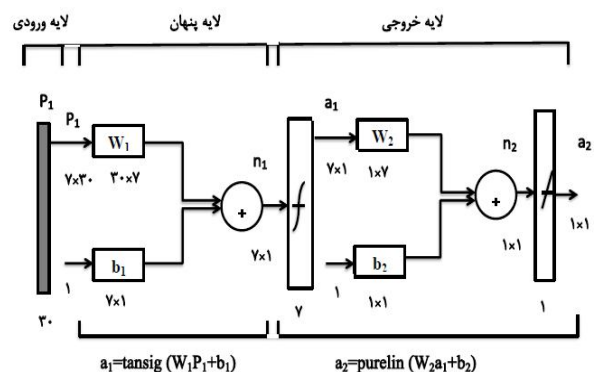 لایه ورودی
لایه پنهان
لایه خروجی
P1
P1
W1
۷×۳۰
۳۰×۷
n1
+
۷×۱
1
b1
۷×۱
۳۰
a1
W2
۷×۱
۱×۷
n2
a2
+
۱×۱
۱×۱
1
b2
۱×۱
۷
۱
a1=tansig (W1P1+b1)
a2=purelin (W2a1+b2)